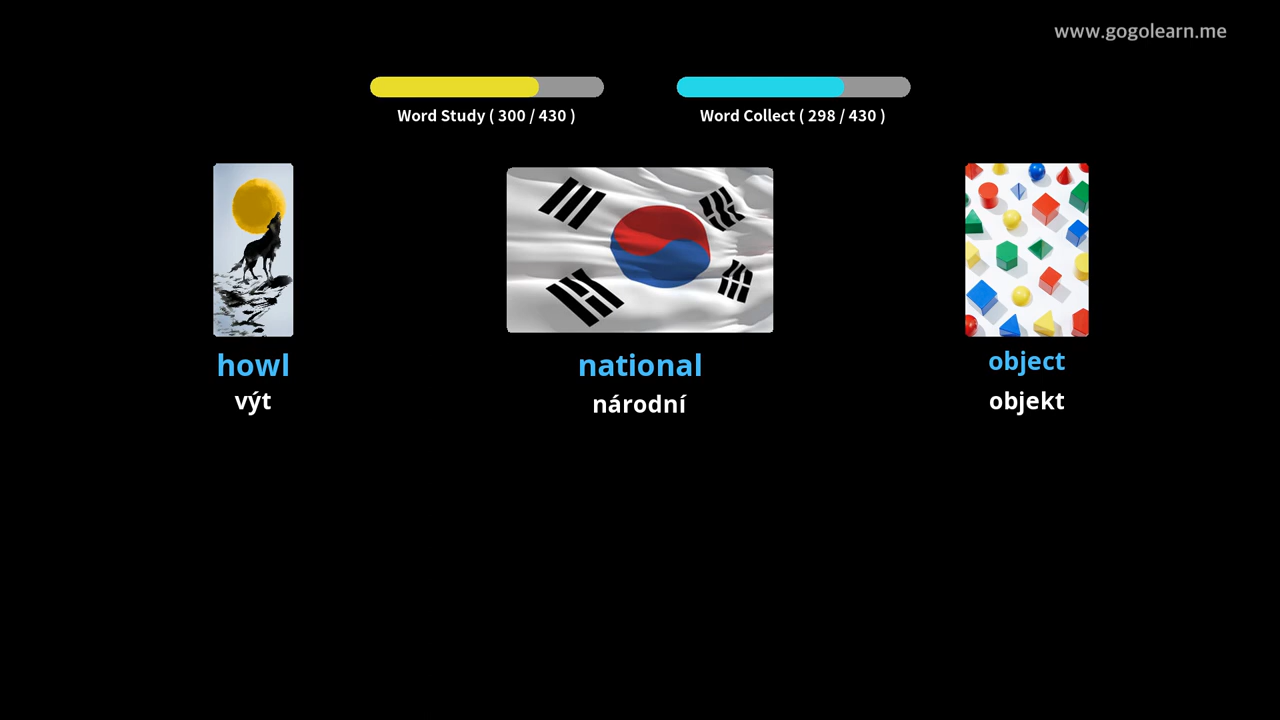 www.gogolearn.me
Word Study ( 300 / 430 )
Word Collect ( 298 / 430 )
howl
výt
national
národní
object
objekt